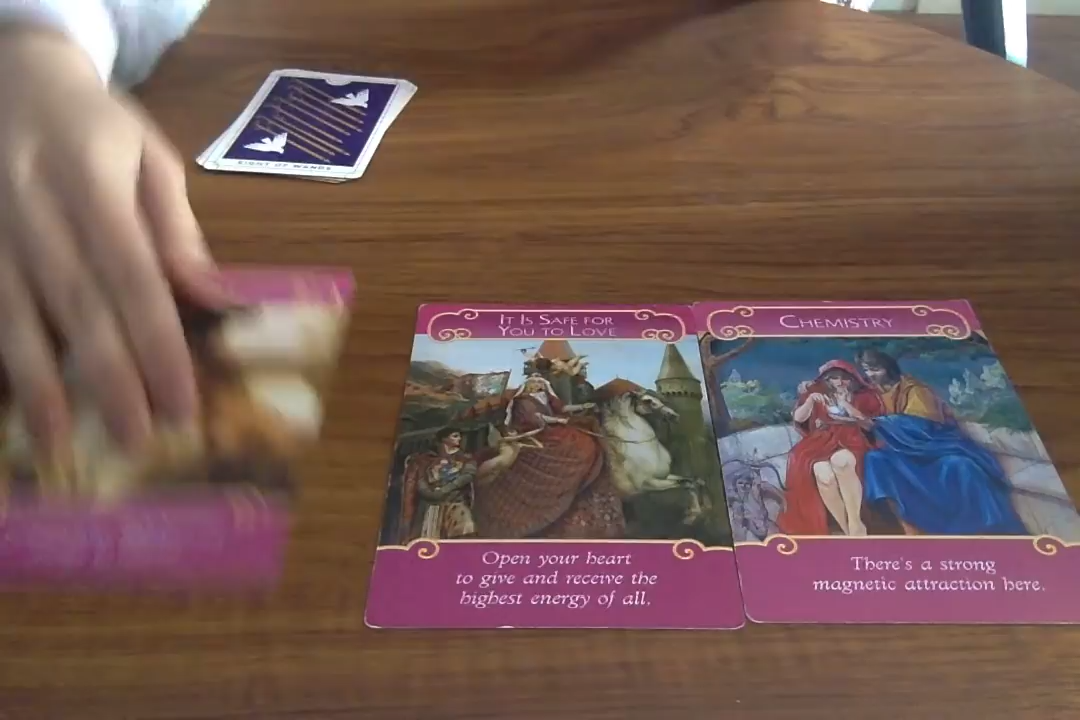 EIGHT OF WANDS
IT IS SAFE FOR
YOU TO LOVE
CHEMISTRY
Open your heart
to give and receive the
highest energy of all.
There's a strong
magnetic attraction here.